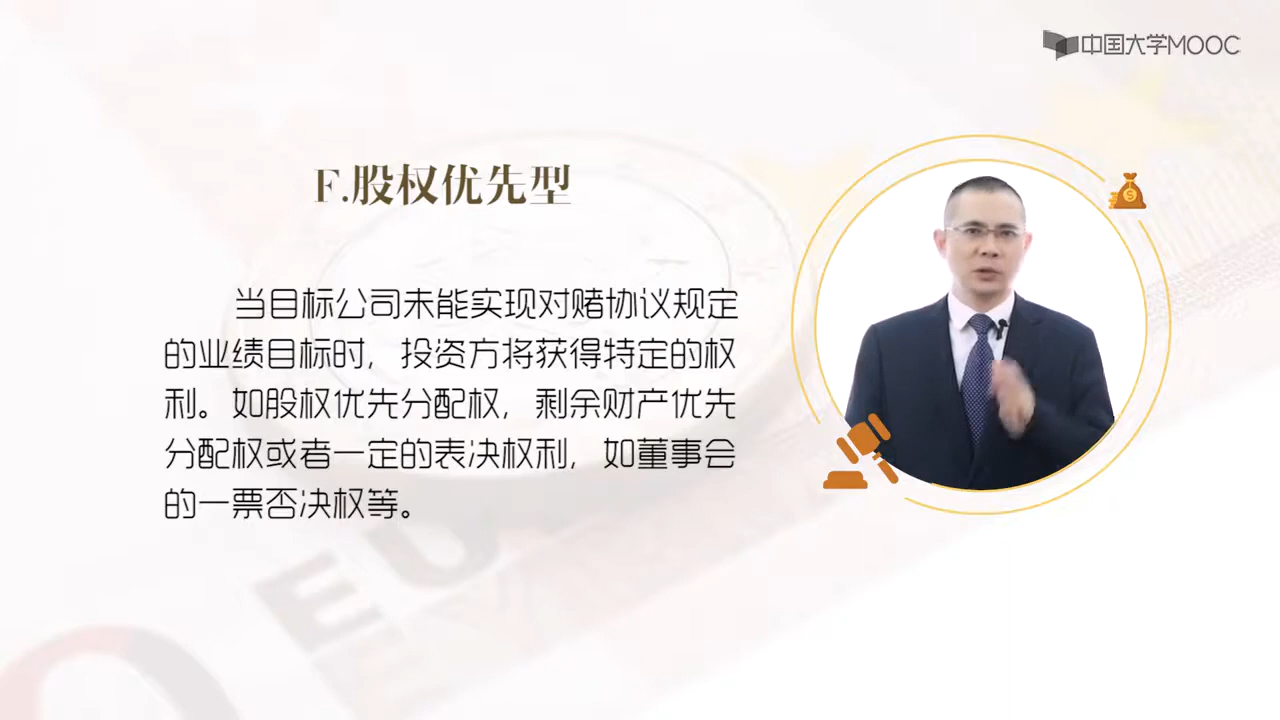 中国大学MOOC
F.股权优先型
当目标公司未能实现对赌协议规定
的业绩目标时，投资方将获得特定的权
利。如股权优先分配权，剩余财产优先
分配权或者一定的表决权利，如董事会
的一票否决权等。
EU